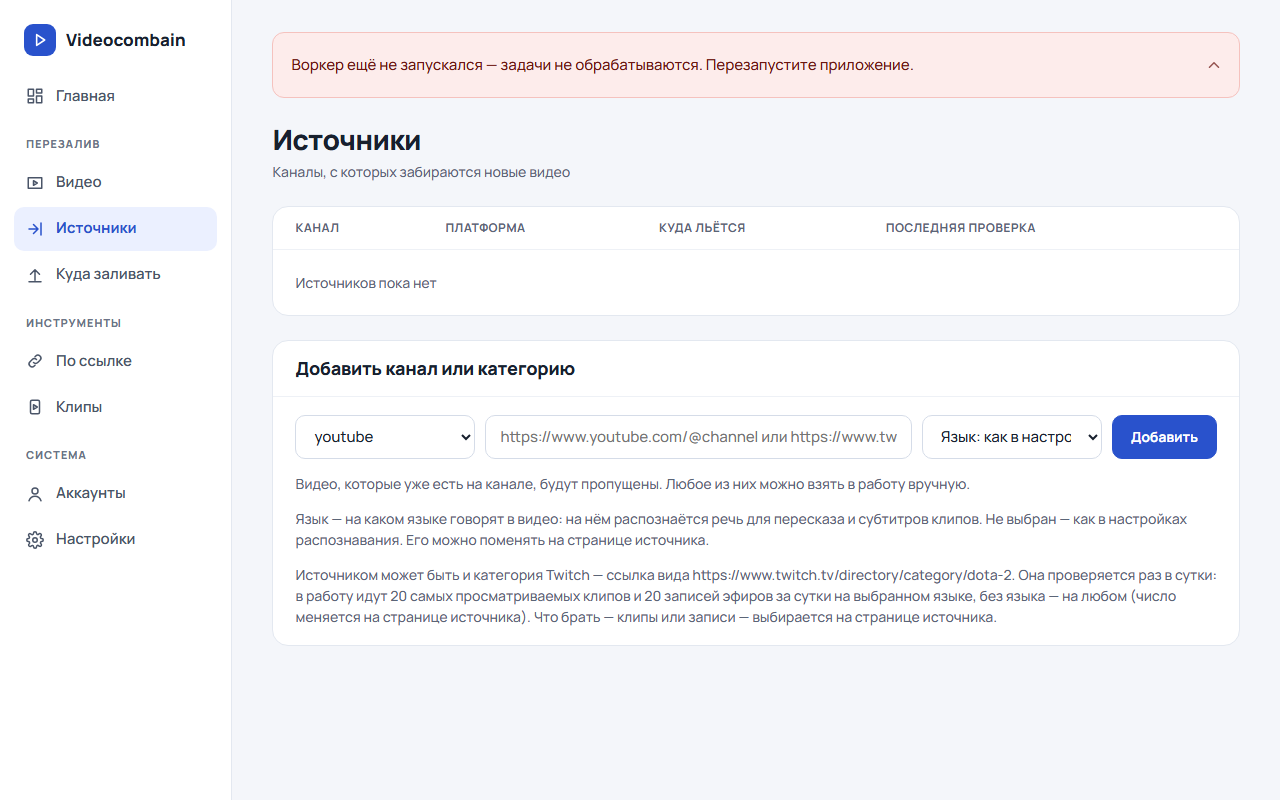 Videocombain
Главная
ПЕРЕЗАЛИВ
Видео
Источники
Куда заливать
ИНСТРУМЕНТЫ
По ссылке
Клипы
СИСТЕМА
Аккаунты
Настройки
Воркер ещё не запускался — задачи не обрабатываются. Перезапустите приложение.
Источники
Каналы, с которых забираются новые видео
КАНАЛ ПЛАТФОРМА КУДА ЛЬЁТСЯ ПОСЛЕДНЯЯ ПРОВЕРКА
Источников пока нет
Добавить канал или категорию
youtube https://www.youtube.com/@channel или https://www.tw Язык: как в настрс Добавить
Видео, которые уже есть на канале, будут пропущены. Любое из них можно взять в работу вручную.
Язык — на каком языке говорят в видео: на нём распознаётся речь для пересказа и субтитров клипов. Не выбран — как в настройках
распознавания. Его можно поменять на странице источника.
Источником может быть и категория Twitch — ссылка вида https://www.twitch.tv/directory/category/dota-2. Она проверяется раз в сутки:
в работу идут 20 самых просматриваемых клипов и 20 записей эфиров за сутки на выбранном языке, без языка — на любом (число
меняется на странице источника). Что брать — клипы или записи — выбирается на странице источника.